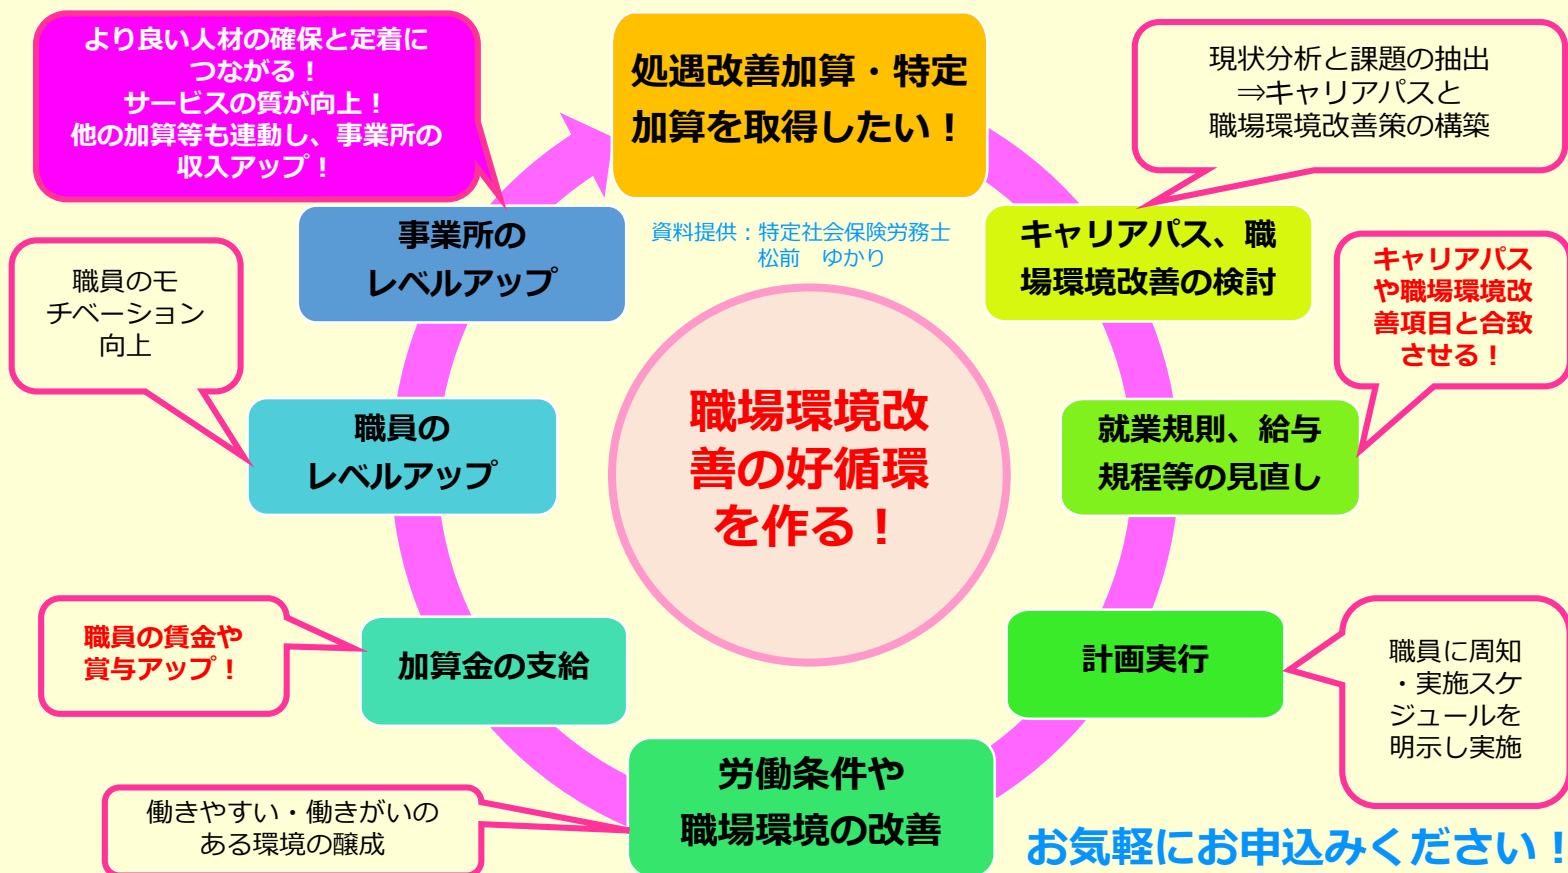 より良い人材の確保と定着に
つながる！
サービスの質が向上！
他の加算等も連動し、事業所の
収入アップ！
処遇改善加算・特定
加算を取得したい！
現状分析と課題の抽出
⇒キャリアパスと
職場環境改善策の構築
事業所の
レベルアップ
資料提供：特定社会保険労務士
松前　ゆかり
キャリアパス、職
場環境改善の検討
キャリアパス
や職場環境改
善項目と合致
させる！
職員のモ
チベーション
向上
職場環境改
善の好循環
を作る！
職員の
レベルアップ
就業規則、給与
規程等の見直し
職員の賃金や
賞与アップ！
加算金の支給
計画実行
職員に周知
・実施スケ
ジュールを
明示し実施
労働条件や
職場環境の改善
働きやすい・働きがいの
ある環境の醸成
お気軽にお申込みください！